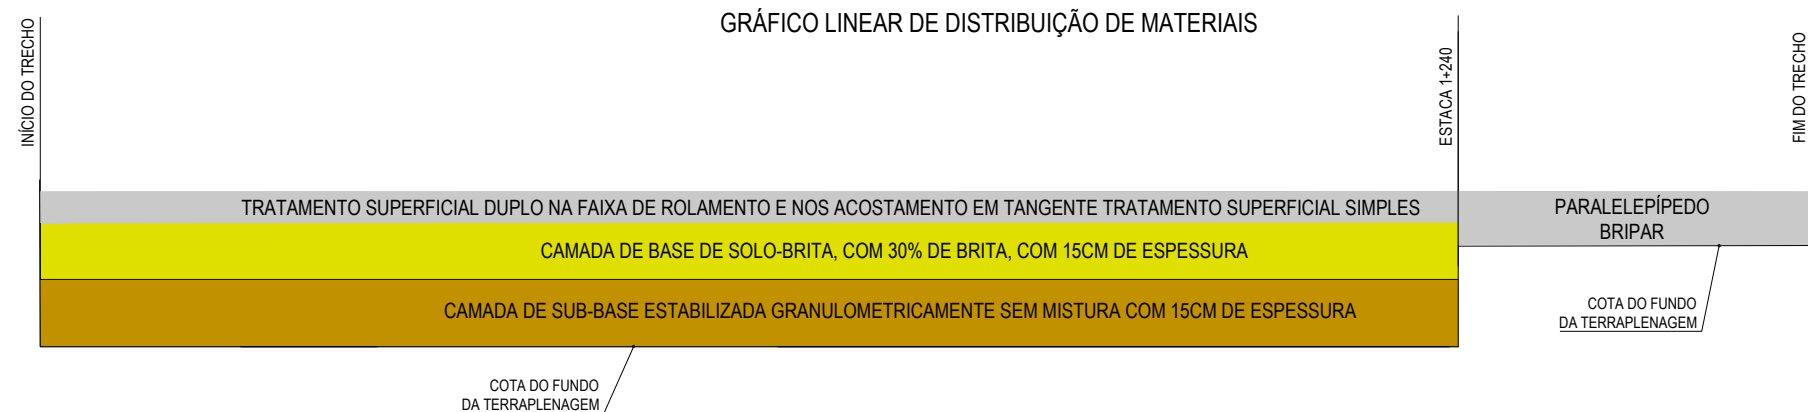 GRÁFICO LINEAR DE DISTRIBUIÇÃO DE MATERIAIS
INÍCIO DO TRECHO
ESTACA 1+240
FIM DO TRECHO
TRATAMENTO SUPERFICIAL DUPLO NA FAIXA DE ROLAMENTO E NOS ACOSTAMENTO EM TANGENTE TRATAMENTO SUPERFICIAL SIMPLES
PARALELEPÍPEDO
BRIPAR
CAMADA DE BASE DE SOLO-BRITA, COM 30% DE BRITA, COM 15CM DE ESPESSURA
CAMADA DE SUB-BASE ESTABILIZADA GRANULOMETRICAMENTE SEM MISTURA COM 15CM DE ESPESSURA
COTA DO FUNDO
DA TERRAPLENAGEM
COTA DO FUNDO
DA TERRAPLENAGEM